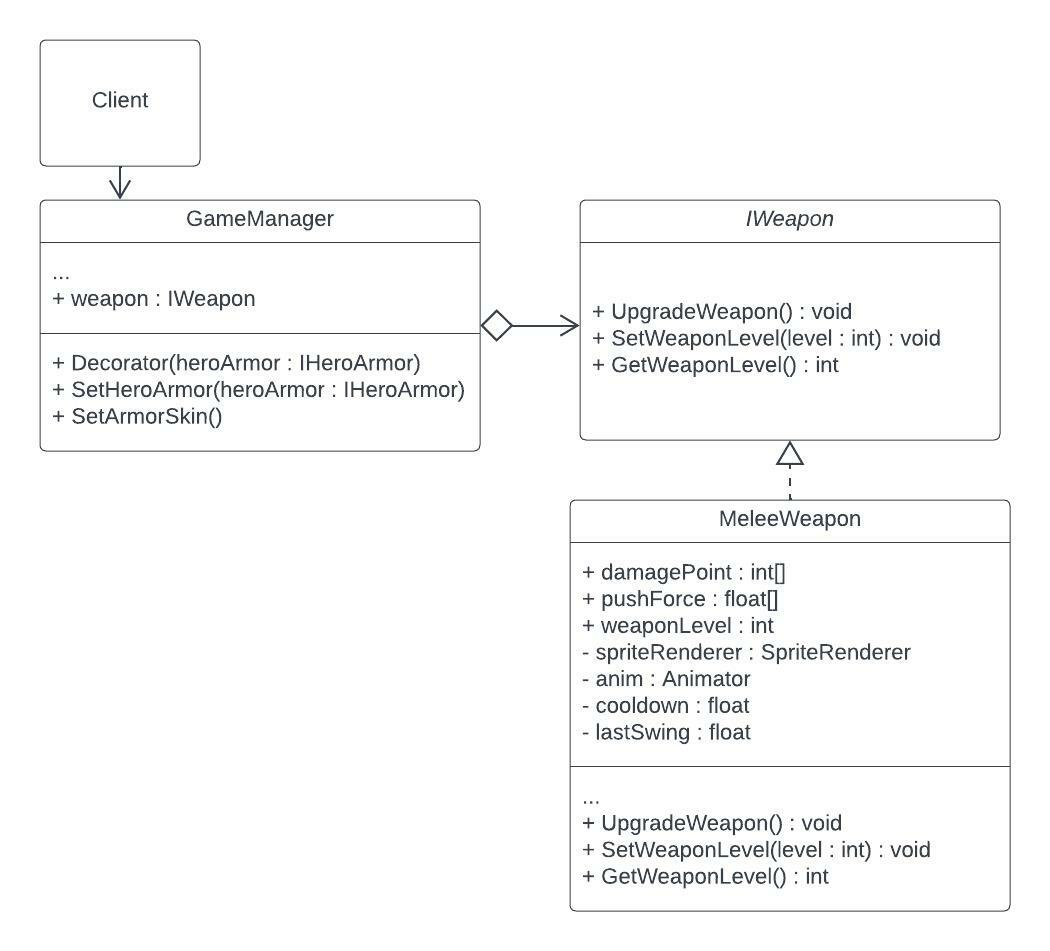 Client
GameManager
...
+ weapon : IWeapon
+ Decorator(heroArmor : IHeroArmor)
+ SetHeroArmor(heroArmor : IHeroArmor)
+ SetArmorSkin()
IWeapon
+ UpgradeWeapon() : void
+ SetWeaponLevel(level : int) : void
+ GetWeaponLevel() : int
MeleeWeapon
+ damagePoint : int[]
+ pushForce : float[]
+ weaponLevel : int
- spriteRenderer : SpriteRenderer
- anim : Animator
- cooldown : float
- lastSwing : float
...
+ UpgradeWeapon() : void
+ SetWeaponLevel(level : int) : void
+ GetWeaponLevel() : int